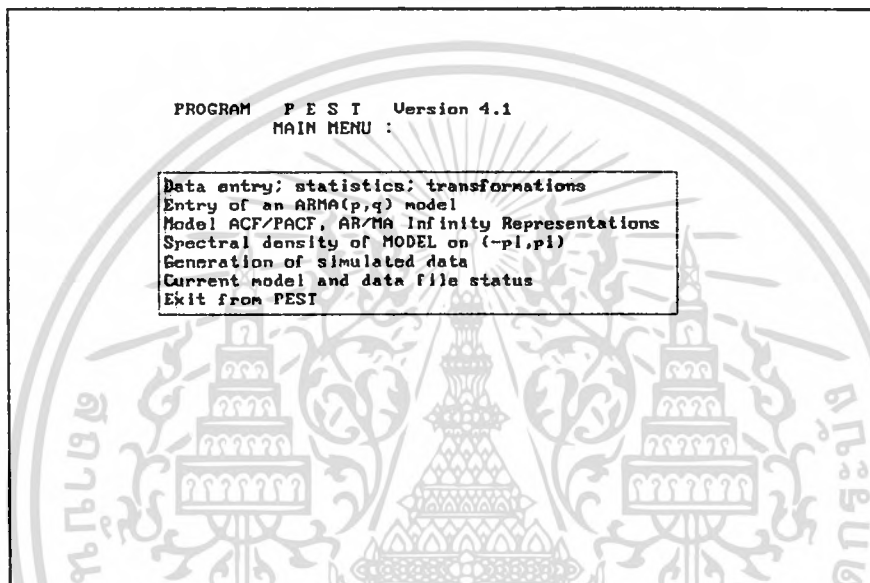 PROGRAM P E S T Version 4.1
MAIN MENU :
Data entry; statistics; transformations
Entry of an ARMA(p,q) model
Model ACF/PACF, AR/MA Infinity Representations
Spectral density of MODEL on (-pi,pi)
Generation of simulated data
Current model and data file status
Exit from PEST